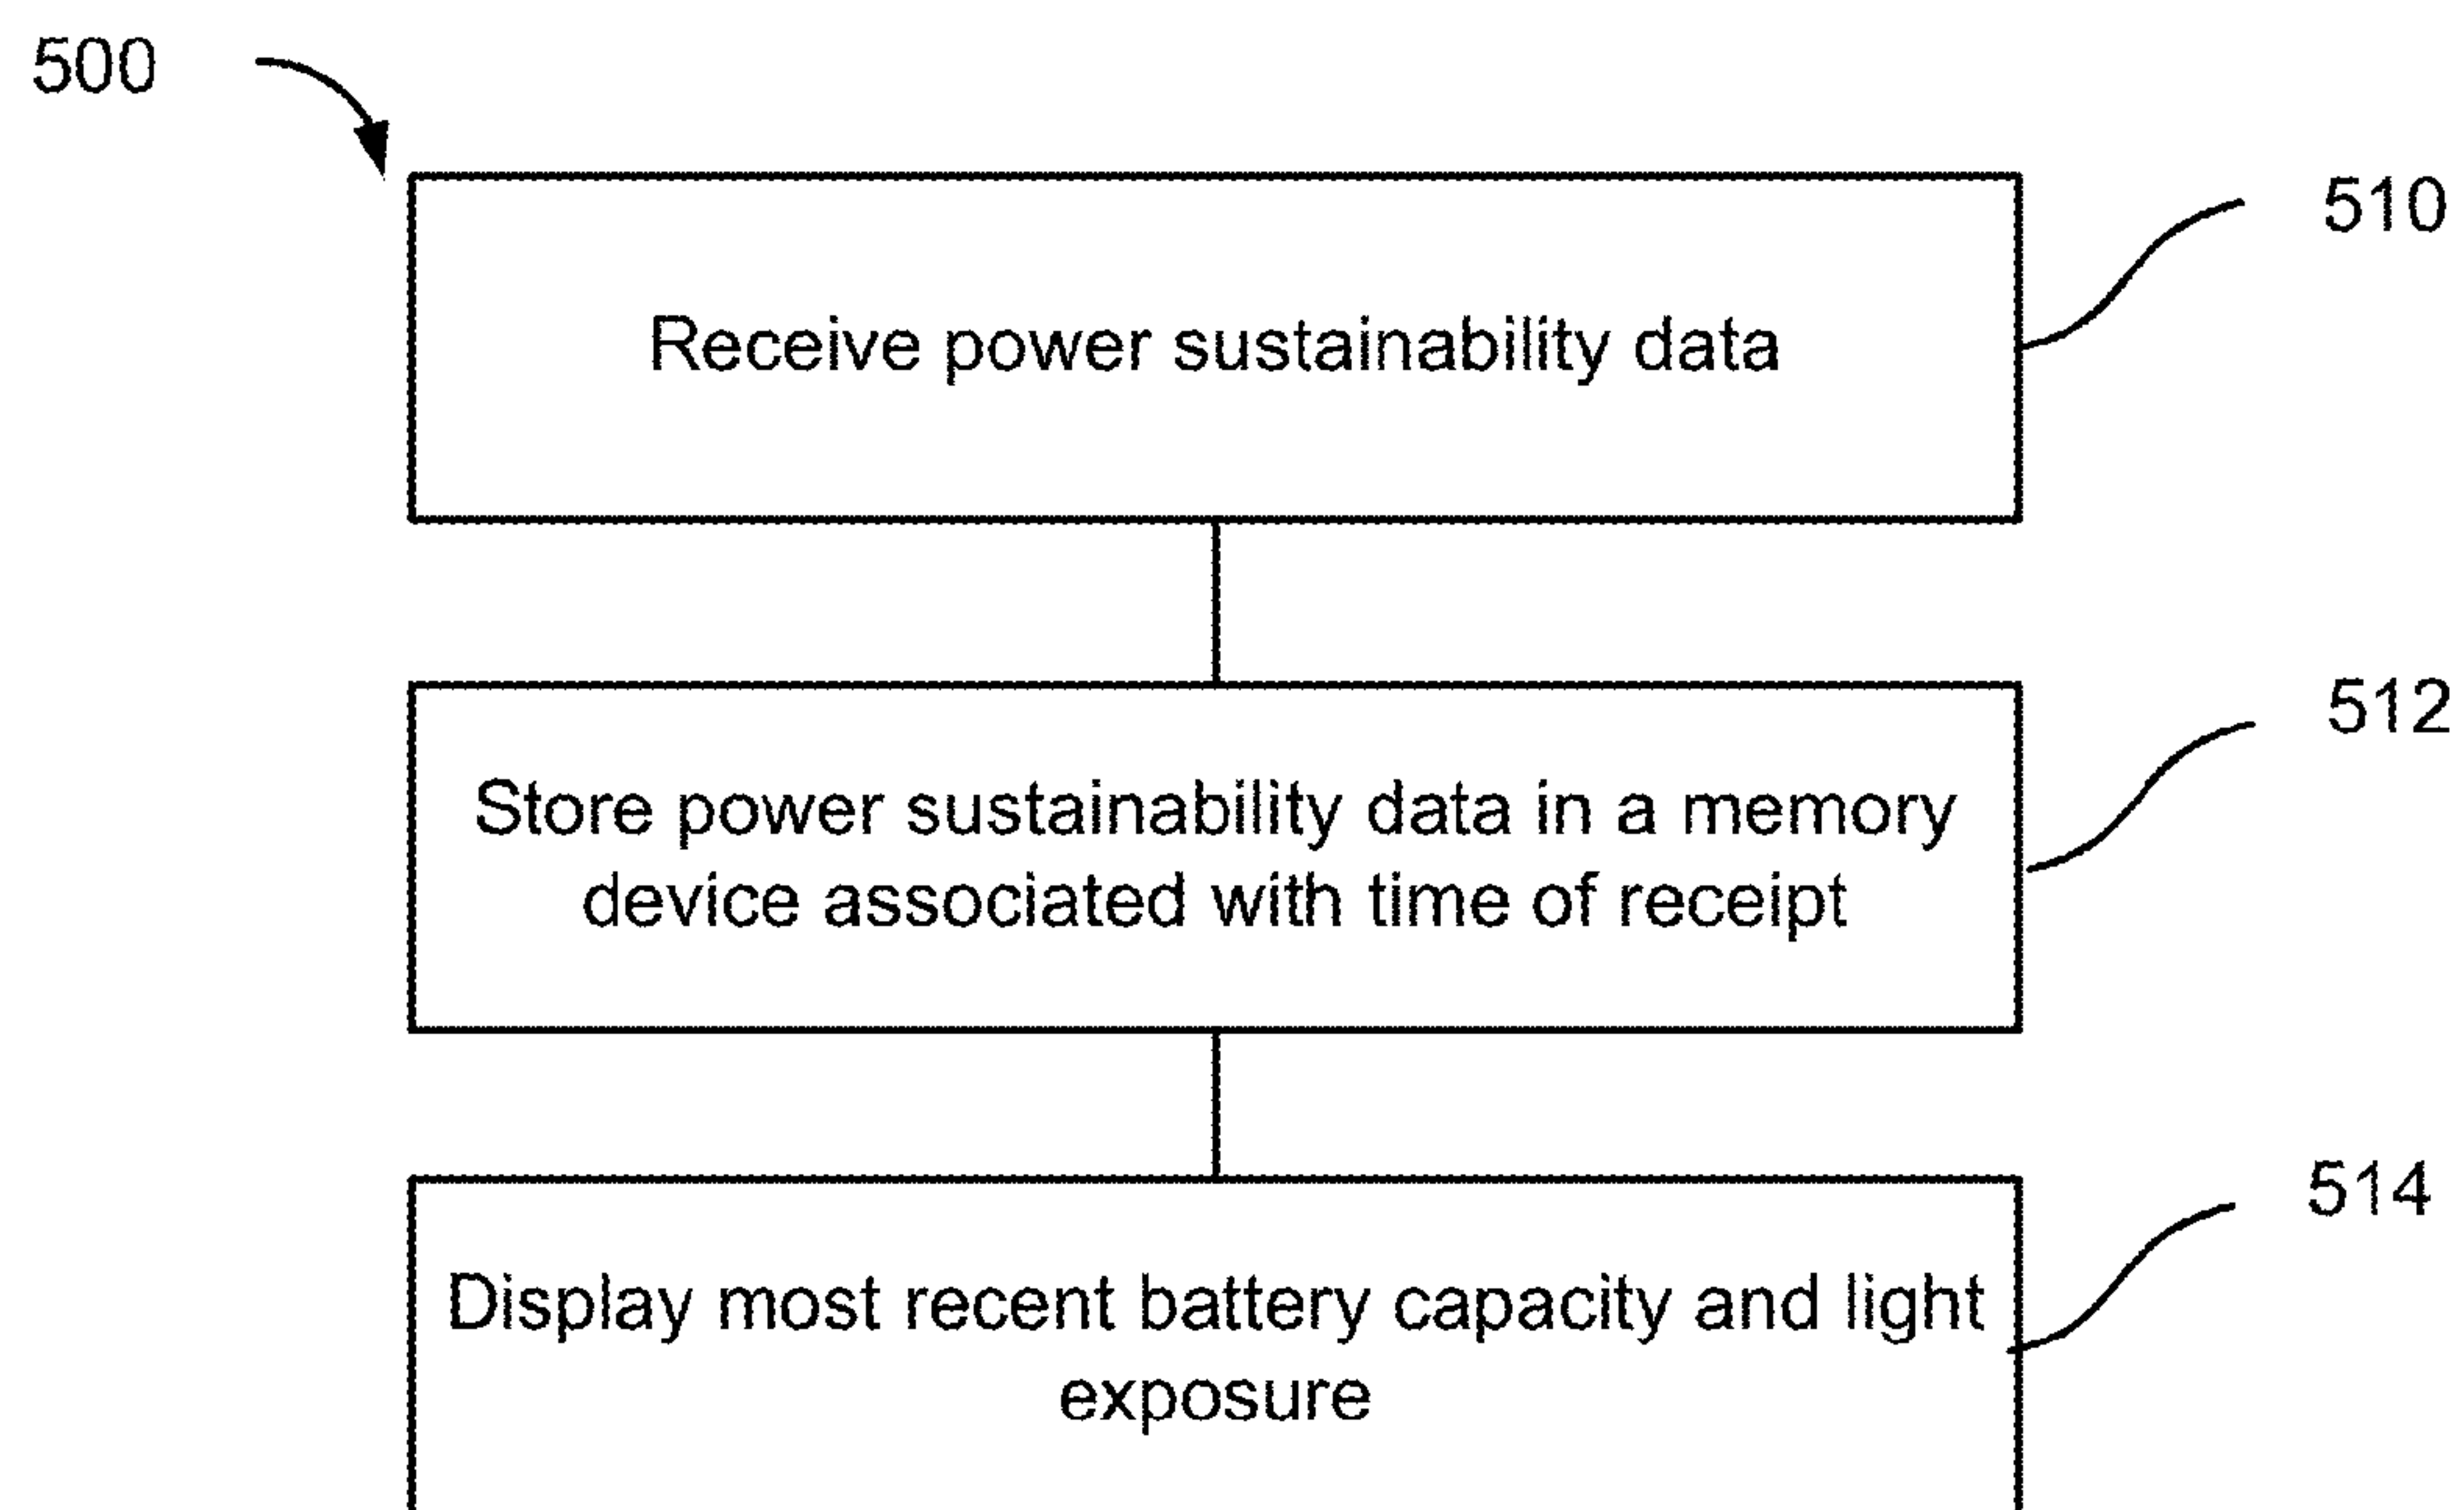 500
510
Receive power sustainability data
512
Store power sustainability data in a memory
device associated with time of receipt
514
Display most recent battery capacity and light
exposure